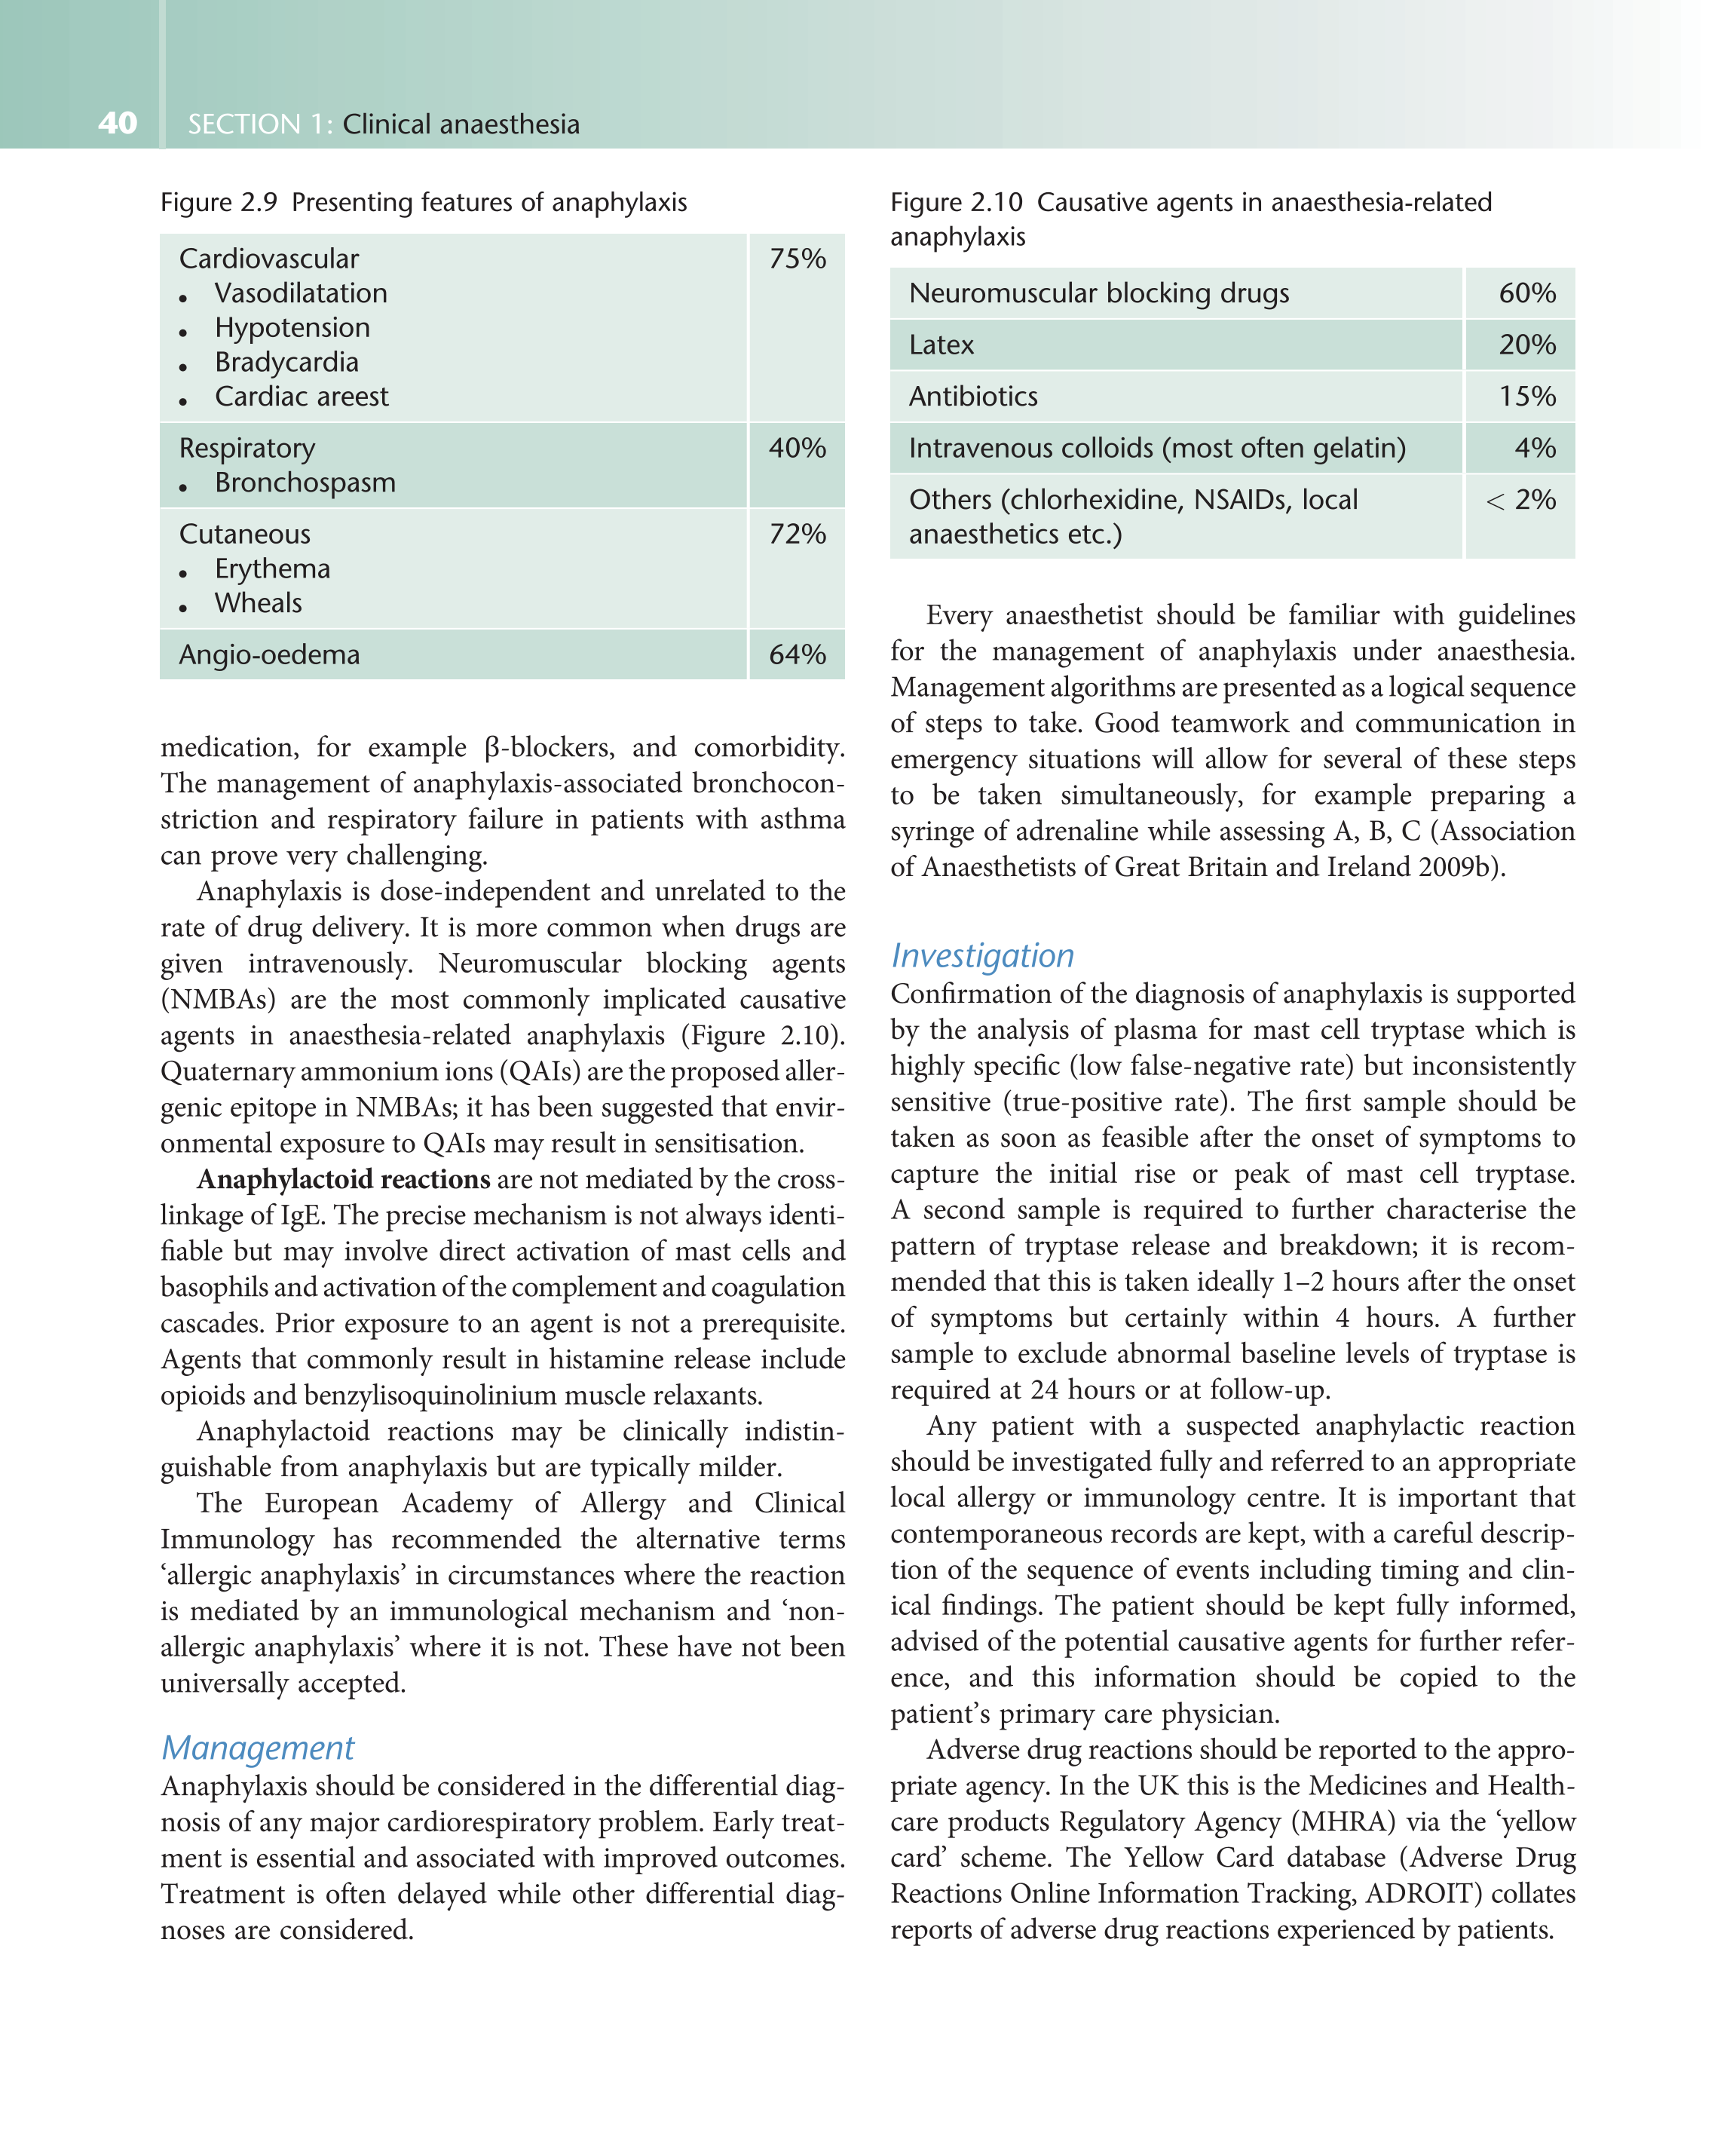 40 SECTION 1: Clinical anaesthesia
Figure 2.9 Presenting features of anaphylaxis
Cardiovascular 75%
• Vasodilatation
• Hypotension
• Bradycardia
• Cardiac areest
Respiratory 40%
• Bronchospasm
Cutaneous 72%
• Erythema
• Wheals
Angio-oedema 64%
medication, for example β-blockers, and comorbidity.
The management of anaphylaxis-associated bronchocon-
striction and respiratory failure in patients with asthma
can prove very challenging.
Anaphylaxis is dose-independent and unrelated to the
rate of drug delivery. It is more common when drugs are
given intravenously. Neuromuscular blocking agents
(NMBAs) are the most commonly implicated causative
agents in anaesthesia-related anaphylaxis (Figure 2.10).
Quaternary ammonium ions (QAIs) are the proposed aller-
genic epitope in NMBAs; it has been suggested that envir-
onmental exposure to QAIs may result in sensitisation.
Anaphylactoid reactions are not mediated by the cross-
linkage of IgE. The precise mechanism is not always identi-
fiable but may involve direct activation of mast cells and
basophils and activation of the complement and coagulation
cascades. Prior exposure to an agent is not a prerequisite.
Agents that commonly result in histamine release include
opioids and benzylisoquinolinium muscle relaxants.
Anaphylactoid reactions may be clinically indistin-
guishable from anaphylaxis but are typically milder.
The European Academy of Allergy and Clinical
Immunology has recommended the alternative terms
‘allergic anaphylaxis’ in circumstances where the reaction
is mediated by an immunological mechanism and ‘non-
allergic anaphylaxis’ where it is not. These have not been
universally accepted.
Management
Anaphylaxis should be considered in the differential diag-
nosis of any major cardiorespiratory problem. Early treat-
ment is essential and associated with improved outcomes.
Treatment is often delayed while other differential diag-
noses are considered.
Figure 2.10 Causative agents in anaesthesia-related
anaphylaxis
Neuromuscular blocking drugs 60%
Latex 20%
Antibiotics 15%
Intravenous colloids (most often gelatin) 4%
Others (chlorhexidine, NSAIDs, local < 2%
anaesthetics etc.)
Every anaesthetist should be familiar with guidelines
for the management of anaphylaxis under anaesthesia.
Management algorithms are presented as a logical sequence
of steps to take. Good teamwork and communication in
emergency situations will allow for several of these steps
to be taken simultaneously, for example preparing a
syringe of adrenaline while assessing A, B, C (Association
of Anaesthetists of Great Britain and Ireland 2009b).
Investigation
Confirmation of the diagnosis of anaphylaxis is supported
by the analysis of plasma for mast cell tryptase which is
highly specific (low false-negative rate) but inconsistently
sensitive (true-positive rate). The first sample should be
taken as soon as feasible after the onset of symptoms to
capture the initial rise or peak of mast cell tryptase.
A second sample is required to further characterise the
pattern of tryptase release and breakdown; it is recom-
mended that this is taken ideally 1–2 hours after the onset
of symptoms but certainly within 4 hours. A further
sample to exclude abnormal baseline levels of tryptase is
required at 24 hours or at follow-up.
Any patient with a suspected anaphylactic reaction
should be investigated fully and referred to an appropriate
local allergy or immunology centre. It is important that
contemporaneous records are kept, with a careful descrip-
tion of the sequence of events including timing and clin-
ical findings. The patient should be kept fully informed,
advised of the potential causative agents for further refer-
ence, and this information should be copied to the
patient’s primary care physician.
Adverse drug reactions should be reported to the appro-
priate agency. In the UK this is the Medicines and Health-
care products Regulatory Agency (MHRA) via the ‘yellow
card’ scheme. The Yellow Card database (Adverse Drug
Reactions Online Information Tracking, ADROIT) collates
reports of adverse drug reactions experienced by patients.